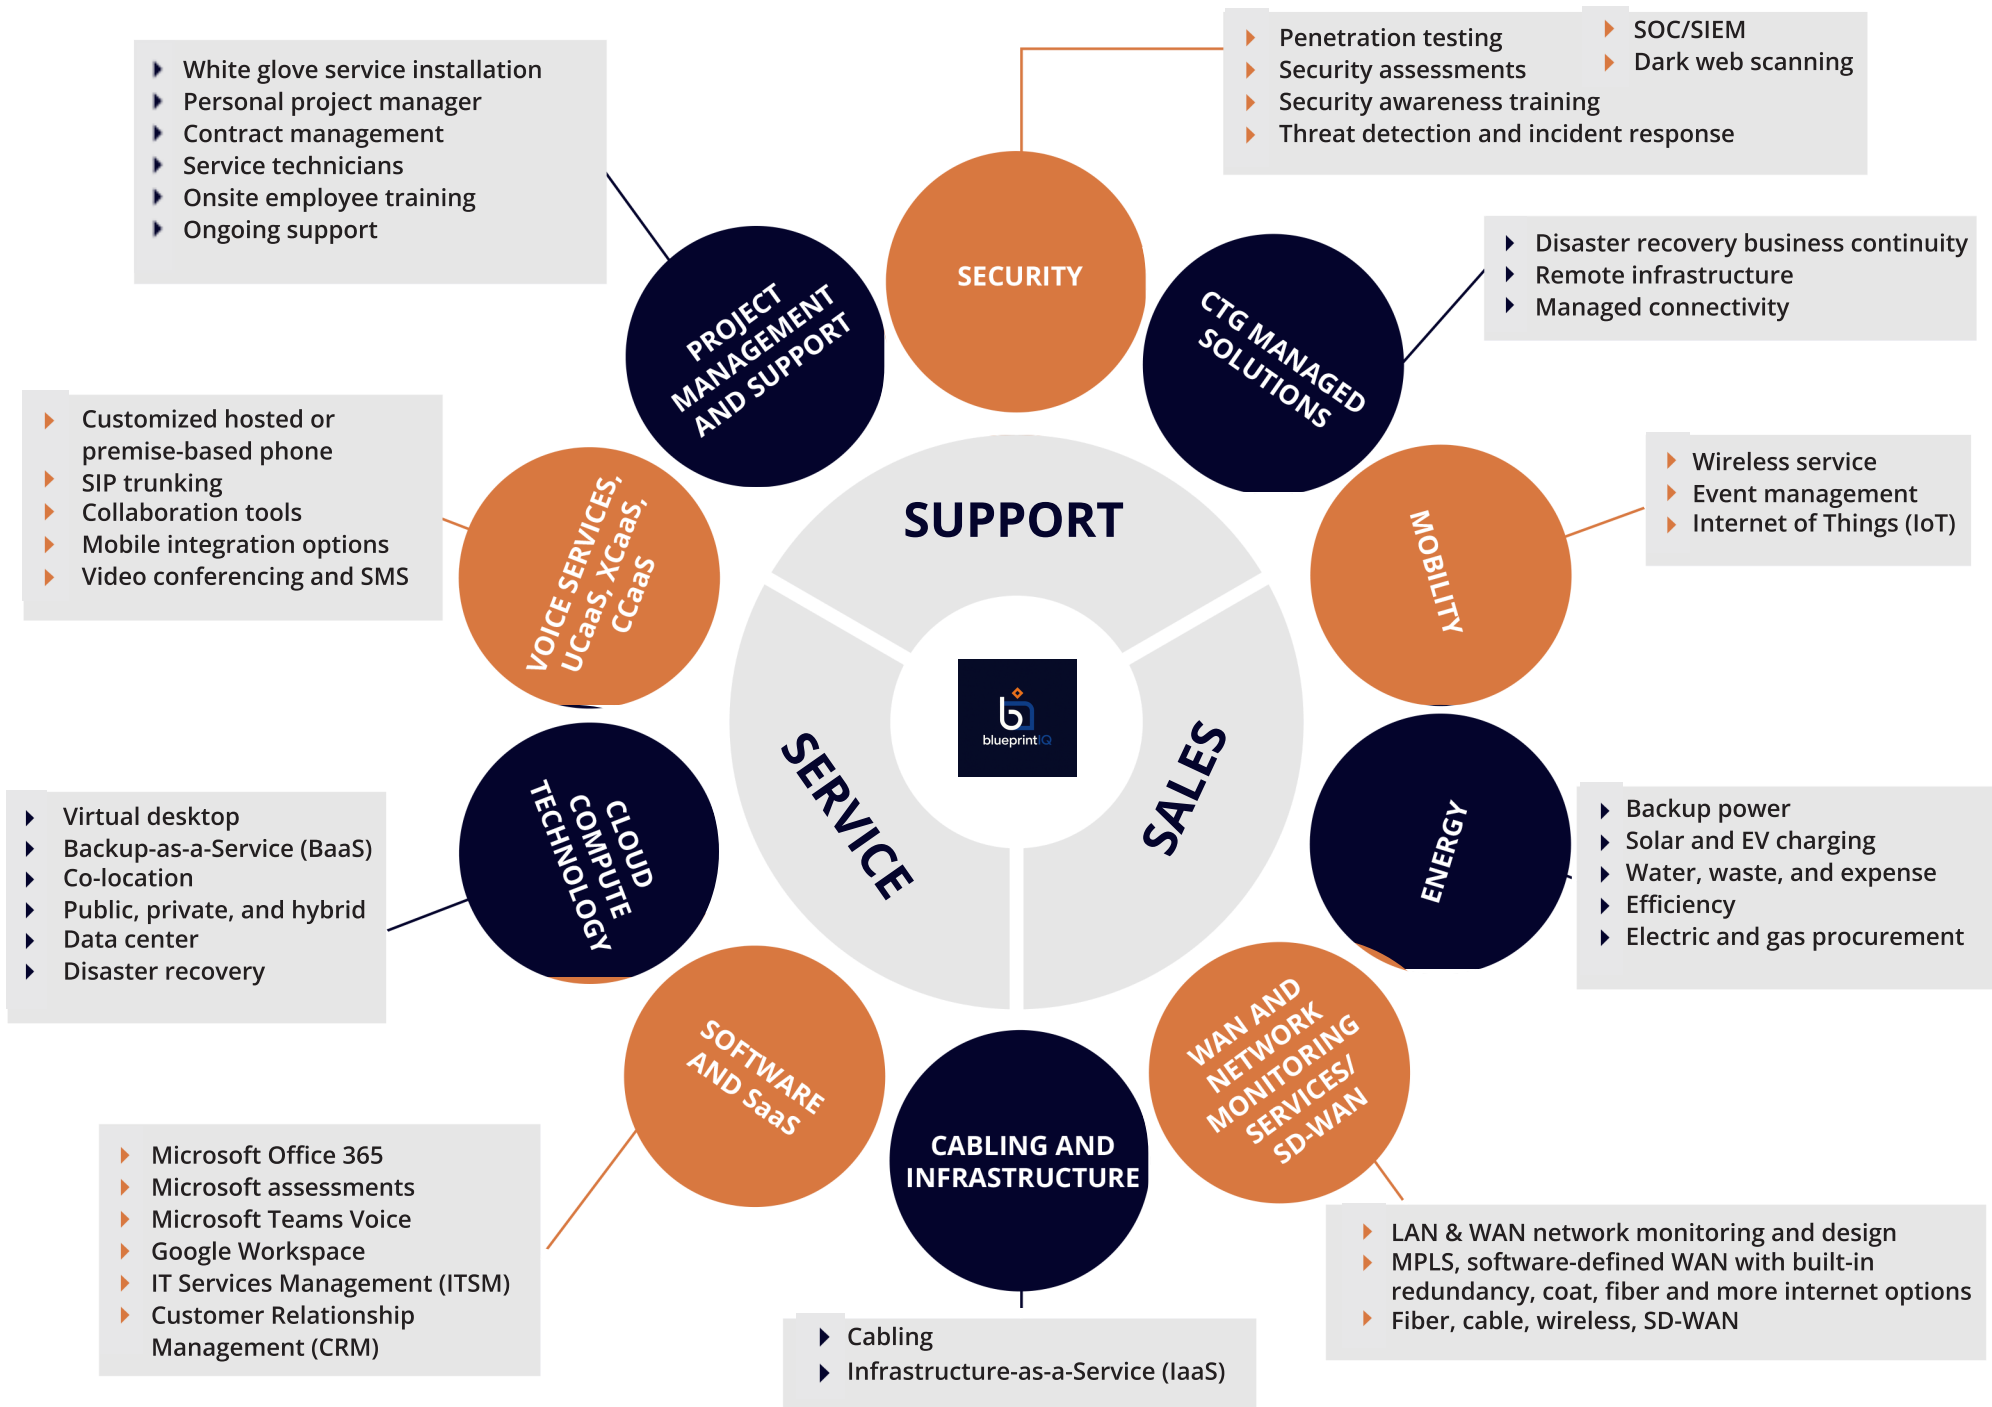 White glove service installation
Personal project manager
Contract management
Service technicians
Onsite employee training
Ongoing support
Penetration testing
Security assessments
Security awareness training
Threat detection and incident response
SOC/SIEM
Dark web scanning
SECURITY
PROJECT
MANAGEMENT
AND SUPPORT
CTG MANAGED
SOLUTIONS
Disaster recovery business continuity
Remote infrastructure
Managed connectivity
Customized hosted or
premise-based phone
SIP trunking
Collaboration tools
Mobile integration options
Video conferencing and SMS
VOICE SERVICES,
UCaaS, XCaaS,
CCaaS
SUPPORT
MOBILITY
Wireless service
Event management
Internet of Things (IoT)
SERVICE
blueprintIQ
SALES
Virtual desktop
Backup-as-a-Service (BaaS)
Co-location
Public, private, and hybrid
Data center
Disaster recovery
CLOUD
COMPUTE
TECHNOLOGY
ENERGY
Backup power
Solar and EV charging
Water, waste, and expense
Efficiency
Electric and gas procurement
SOFTWARE
AND SaaS
CABLING AND
INFRASTRUCTURE
WAN AND
NETWORK
MONITORING
SERVICES/
SD-WAN
Microsoft Office 365
Microsoft assessments
Microsoft Teams Voice
Google Workspace
IT Services Management (ITSM)
Customer Relationship
Management (CRM)
Cabling
Infrastructure-as-a-Service (IaaS)
LAN & WAN network monitoring and design
MPLS, software-defined WAN with built-in
redundancy, coat, fiber and more internet options
Fiber, cable, wireless, SD-WAN